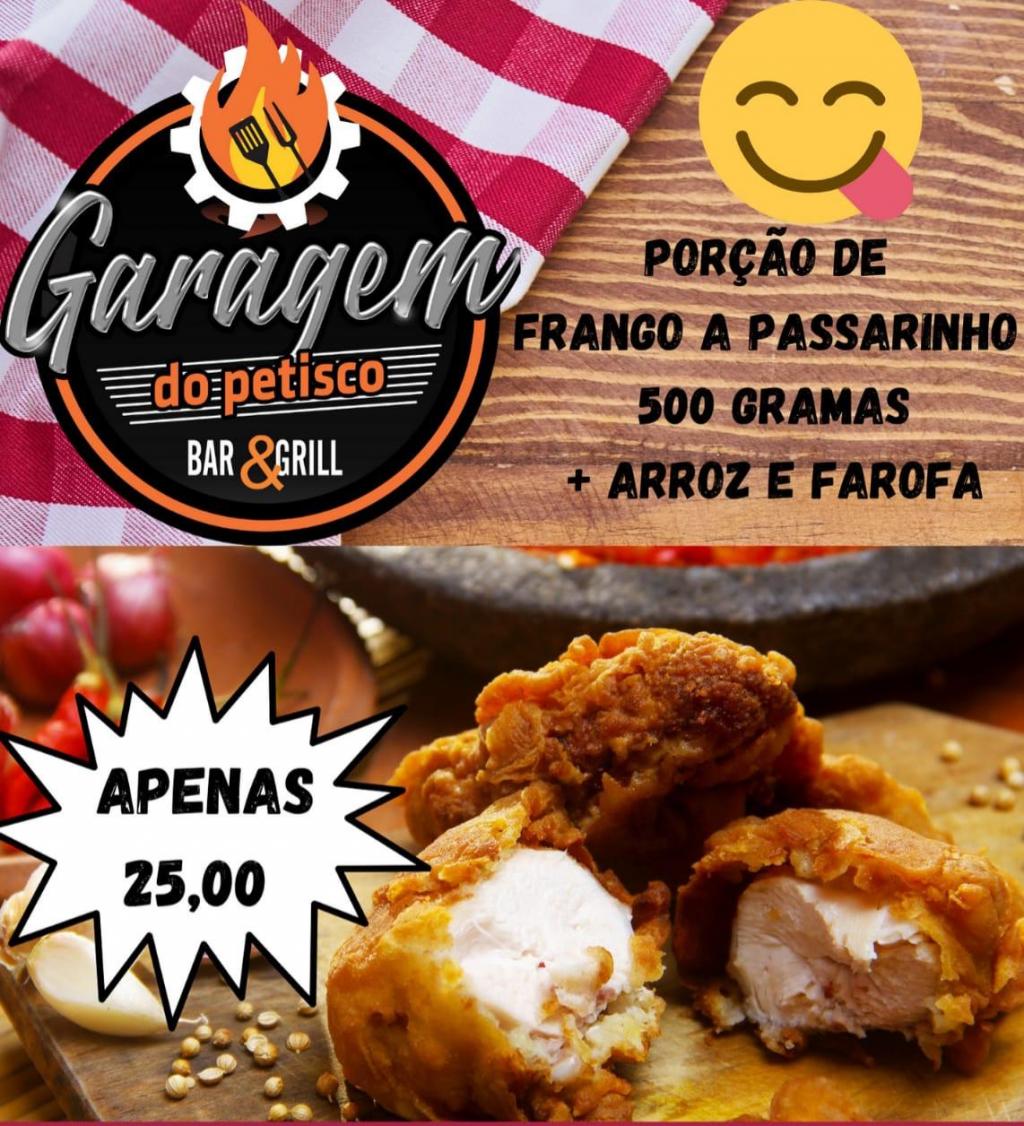 Garagem
do petisco
BAR & GRILL
PORÇÃO DE
FRANGO A PASSARINHO
500 GRAMAS
+ ARROZ E FAROFA
APENAS
25,00